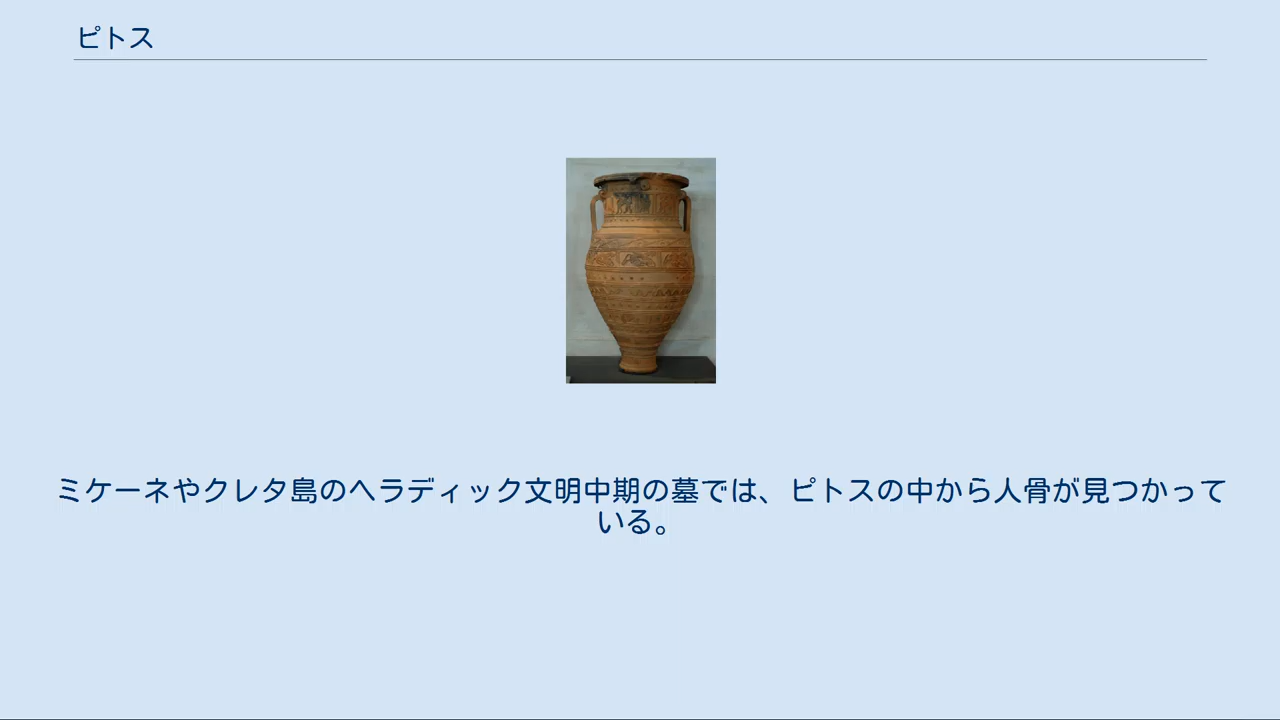 ピトス
ミケーネやクレタ島のヘラディック文明中期の墓では、ピトスの中から人骨が見つかって
いる。